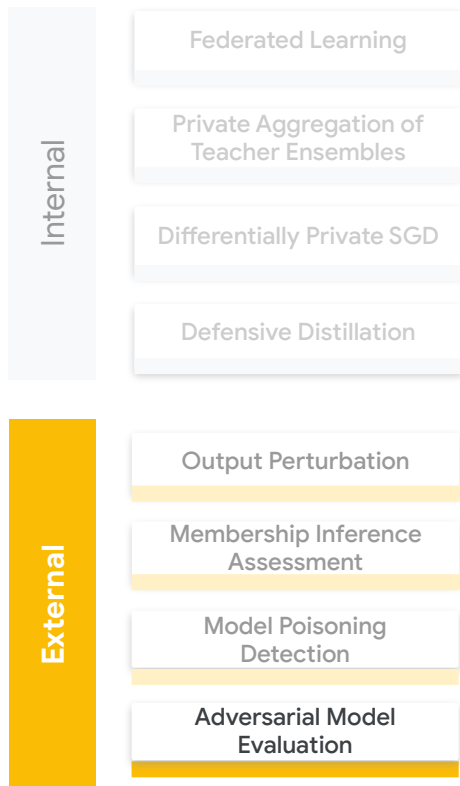 Internal
Federated Learning
Private Aggregation of
Teacher Ensembles
Differentially Private SGD
Defensive Distillation
External
Output Perturbation
Membership Inference
Assessment
Model Poisoning
Detection
Adversarial Model
Evaluation